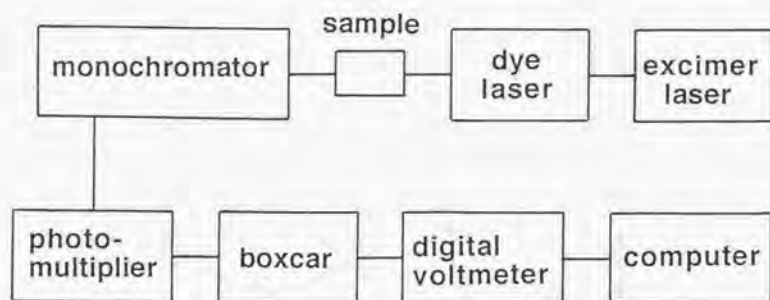 sample
monochromator
dye
laser
excimer
laser
photo-
multiplier
boxcar
digital
voltmeter
computer